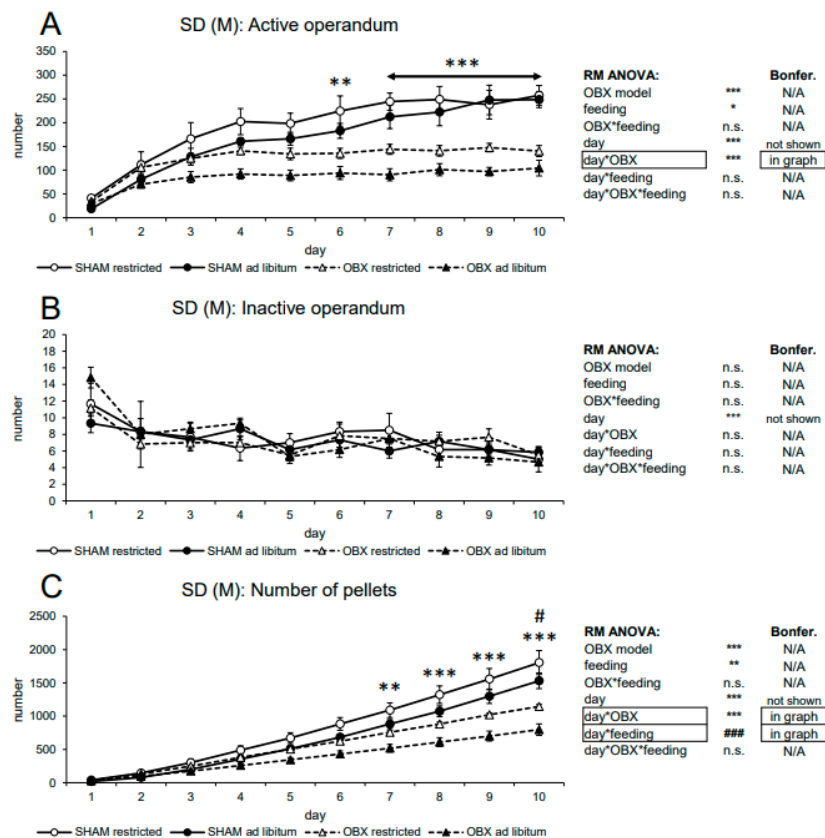 A
SD (M): Active operandum
number
350
300
250
200
150
100
50
0
**
***
1 2 3 4 5 6 7 8 9 10
day
SHAM restricted SHAM ad libitum OBX restricted OBX ad libitum
RM ANOVA: Bonfer.
OBX model *** N/A
feeding * N/A
OBX*feeding n.s. N/A
day *** not shown
day*OBX *** in graph
day*feeding n.s. N/A
day*OBX*feeding n.s. N/A
B
SD (M): Inactive operandum
number
20
18
16
14
12
10
8
6
4
2
0
1 2 3 4 5 6 7 8 9 10
day
SHAM restricted SHAM ad libitum OBX restricted OBX ad libitum
RM ANOVA: Bonfer.
OBX model n.s. N/A
feeding n.s. N/A
OBX*feeding n.s. N/A
day *** not shown
day*OBX n.s. N/A
day*feeding n.s. N/A
day*OBX*feeding n.s. N/A
C
SD (M): Number of pellets
number
2500
2000
1500
1000
500
0
#
** *** *** ***
1 2 3 4 5 6 7 8 9 10
day
SHAM restricted SHAM ad libitum OBX restricted OBX ad libitum
RM ANOVA: Bonfer.
OBX model *** N/A
feeding ** N/A
OBX*feeding n.s. N/A
day *** not shown
day*OBX *** in graph
day*feeding ### in graph
day*OBX*feeding n.s. N/A